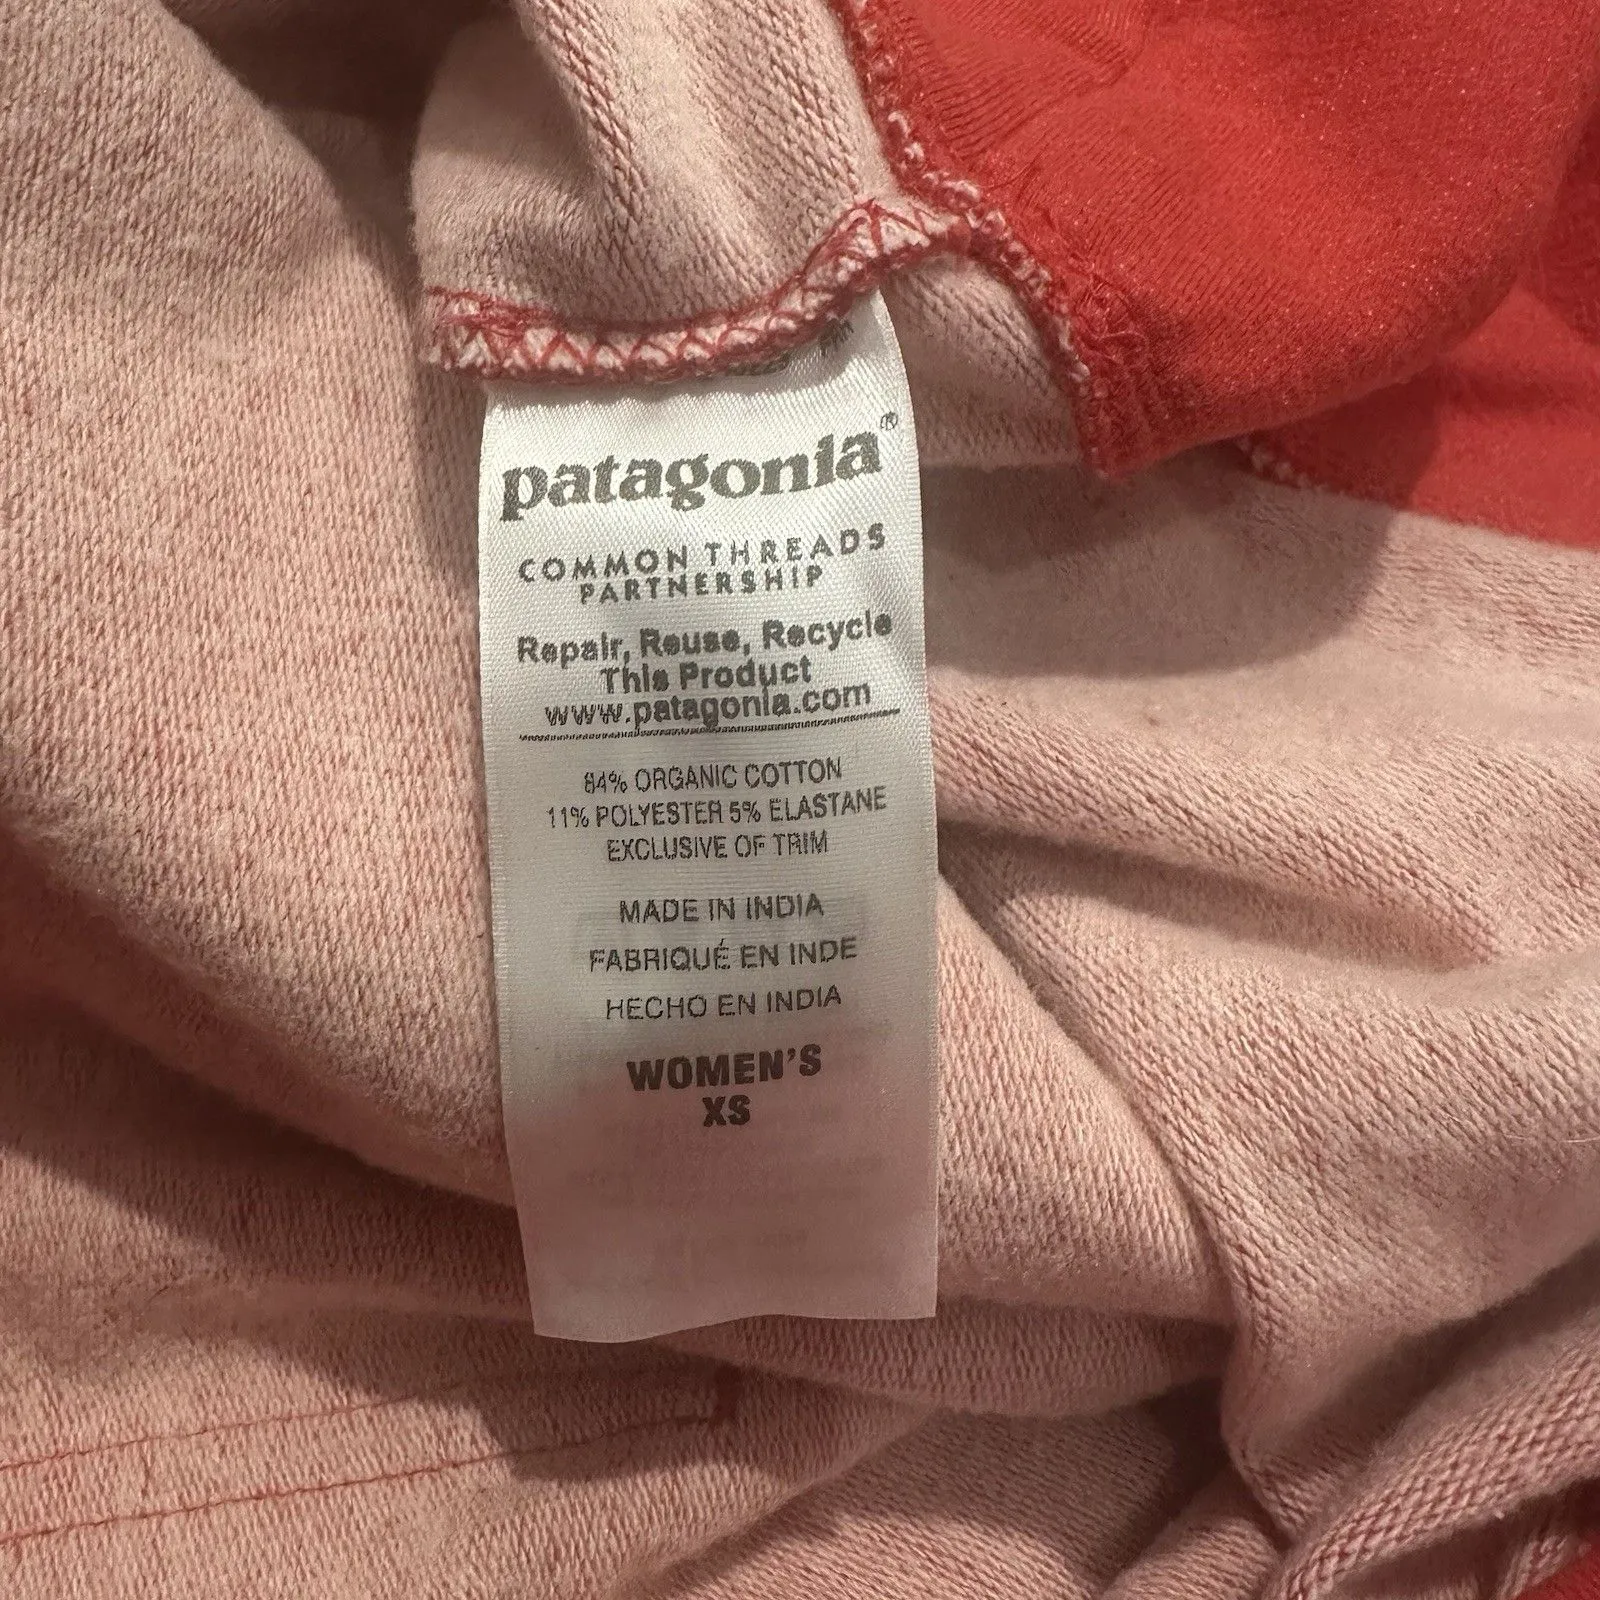 patagonia®
COMMON THREADS
PARTNERSHIP
Repair, Reuse, Recycle
This Product
www.patagonia.com
84% ORGANIC COTTON
11% POLYESTER 5% ELASTANE
EXCLUSIVE OF TRIM
MADE IN INDIA
FABRIQUÉ EN INDE
HECHO EN INDIA
WOMEN'S
XS